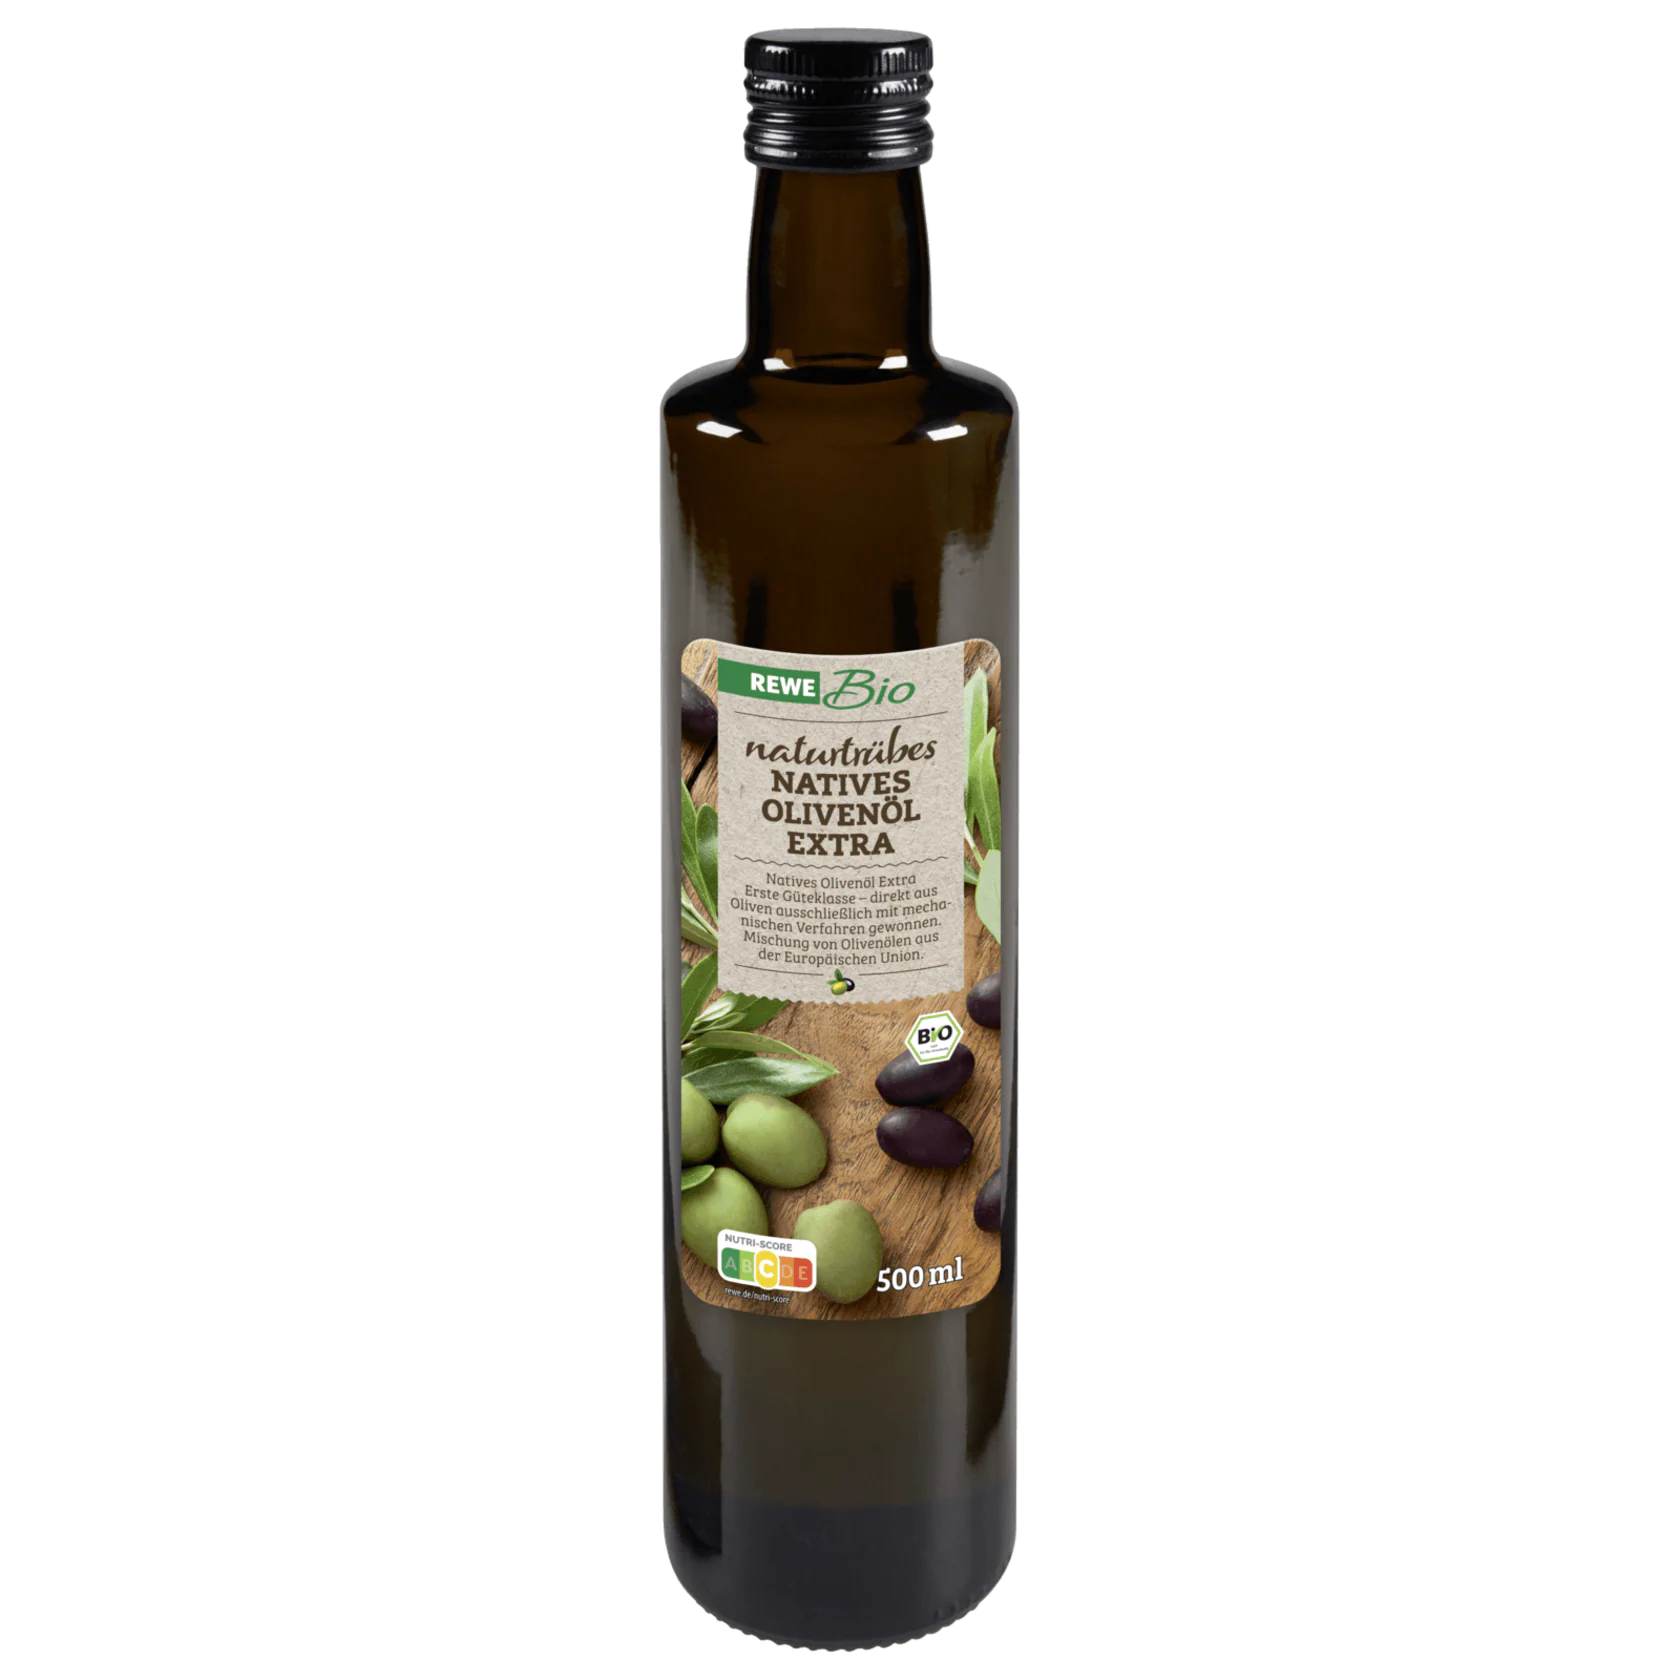 REWE Bio
naturtrübes
NATIVES
OLIVENÖL
EXTRA
Natives Olivenöl Extra
Erste Güteklasse – direkt aus
Oliven ausschließlich mit mecha-
nischen Verfahren gewonnen.
Mischung von Olivenölen aus
der Europäischen Union.
BIO
NUTRI-SCORE
A B C D E
rewe.de/nutri-score
500 ml